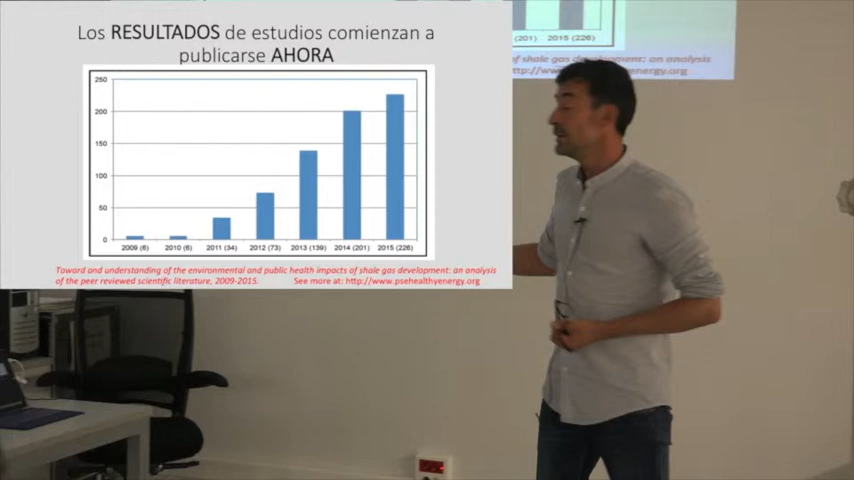 Los RESULTADOS de estudios comienzan a
publicarse AHORA
250
200
150
100
50
0
2009 (6) 2010 (6) 2011 (34) 2012 (73) 2013 (139) 2014 (201) 2015 (226)
Toward and understanding of the environmental and public health impacts of shale gas development: an analysis
of the peer reviewed scientific literature, 2009-2015. See more at: http://www.psehealthyenergy.org
(201) 2015 (226)
of shale gas development: an analysis
energy.org